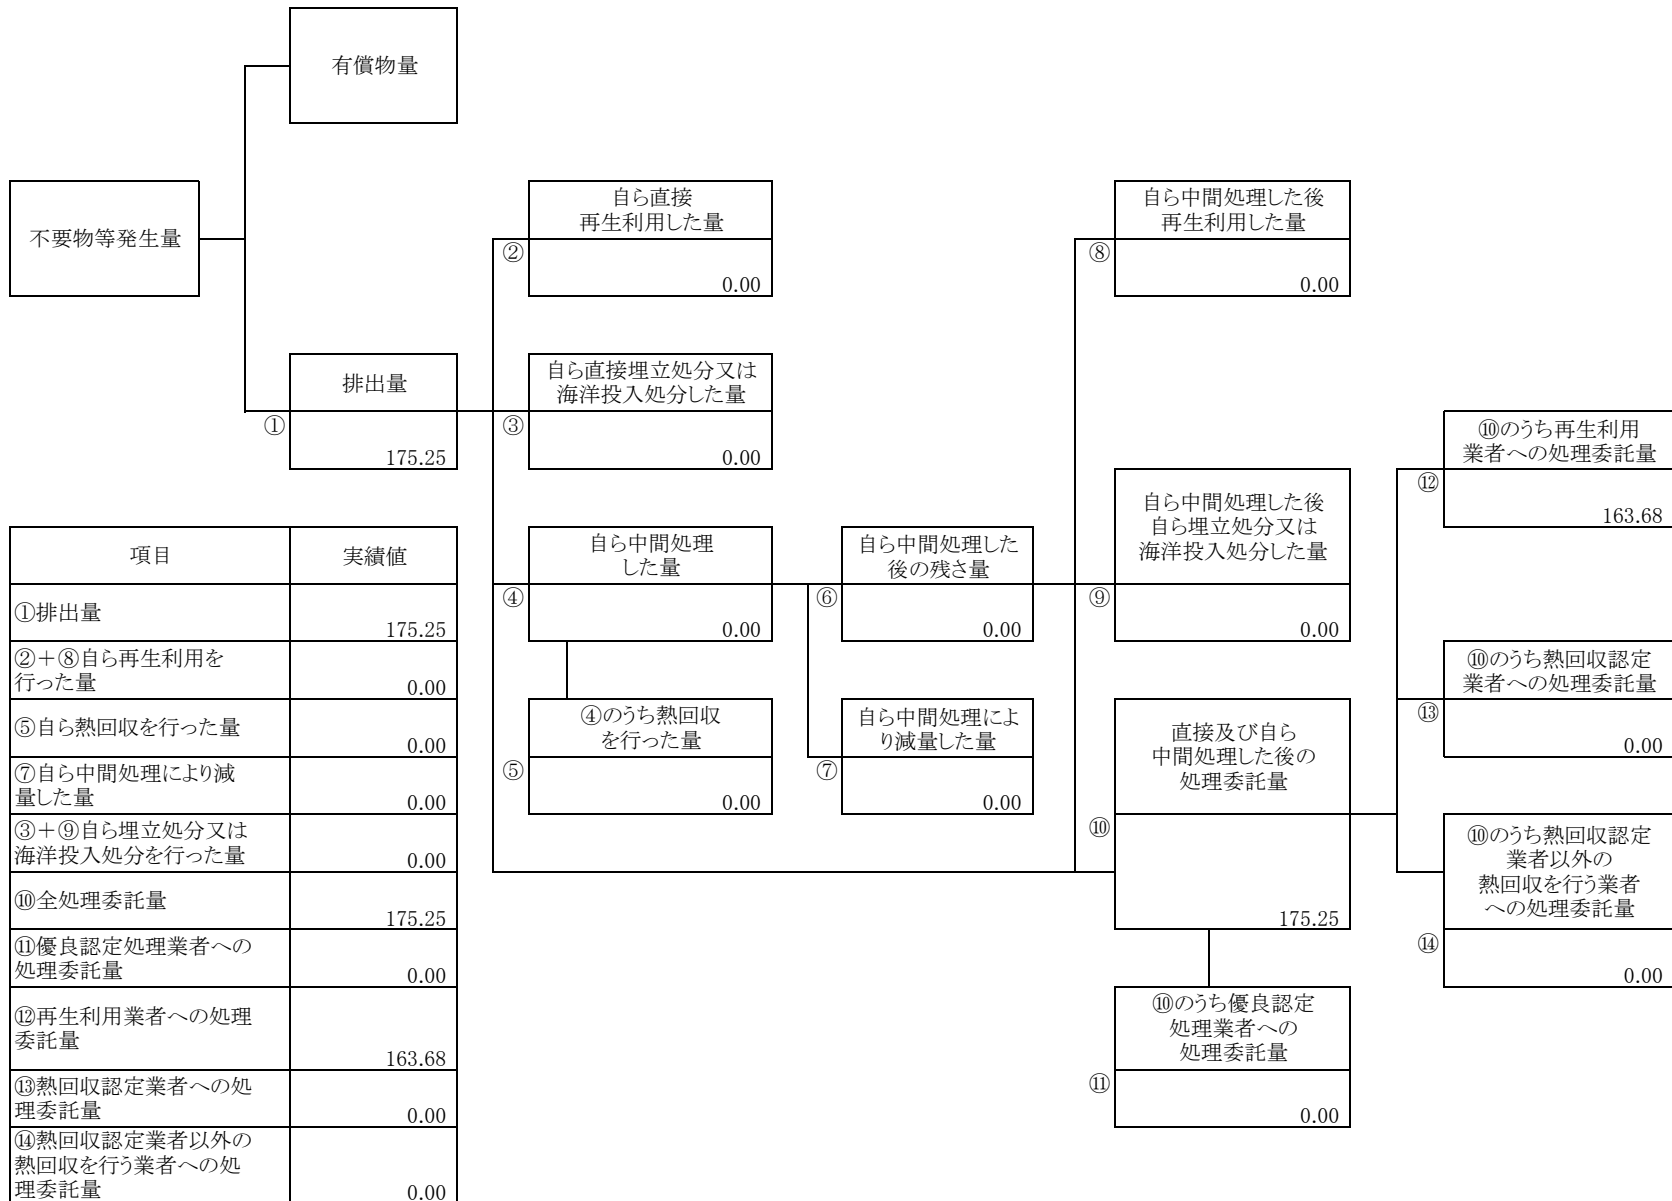 有償物量
不要物等発生量
自ら直接
再生利用した量
②
0.00
自ら中間処理した後
再生利用した量
⑧
0.00
排出量
①
175.25
自ら直接埋立処分又は
海洋投入処分した量
③
0.00
⑩のうち再生利用
業者への処理委託量
⑫
163.68
自ら中間処理した後
自ら埋立処分又は
海洋投入処分した量
⑨
0.00
自ら中間処理
した量
④
0.00
自ら中間処理した
後の残さ量
⑥
0.00
⑩のうち熱回収認定
業者への処理委託量
⑬
0.00
④のうち熱回収
を行った量
⑤
0.00
自ら中間処理によ
り減量した量
⑦
0.00
直接及び自ら
中間処理した後の
処理委託量
⑩
175.25
⑩のうち熱回収認定
業者以外の
熱回収を行う業者
への処理委託量
⑭
0.00
⑩のうち優良認定
処理業者への
処理委託量
⑪
0.00
項目 実績値
①排出量
175.25
②+⑧自ら再生利用を
行った量 0.00
⑤自ら熱回収を行った量
0.00
⑦自ら中間処理により減
量した量 0.00
③+⑨自ら埋立処分又は
海洋投入処分を行った量 0.00
⑩全処理委託量
175.25
⑪優良認定処理業者への
処理委託量 0.00
⑫再生利用業者への処理
委託量
163.68
⑬熱回収認定業者への処
理委託量 0.00
⑭熱回収認定業者以外の
熱回収を行う業者への処
理委託量 0.00